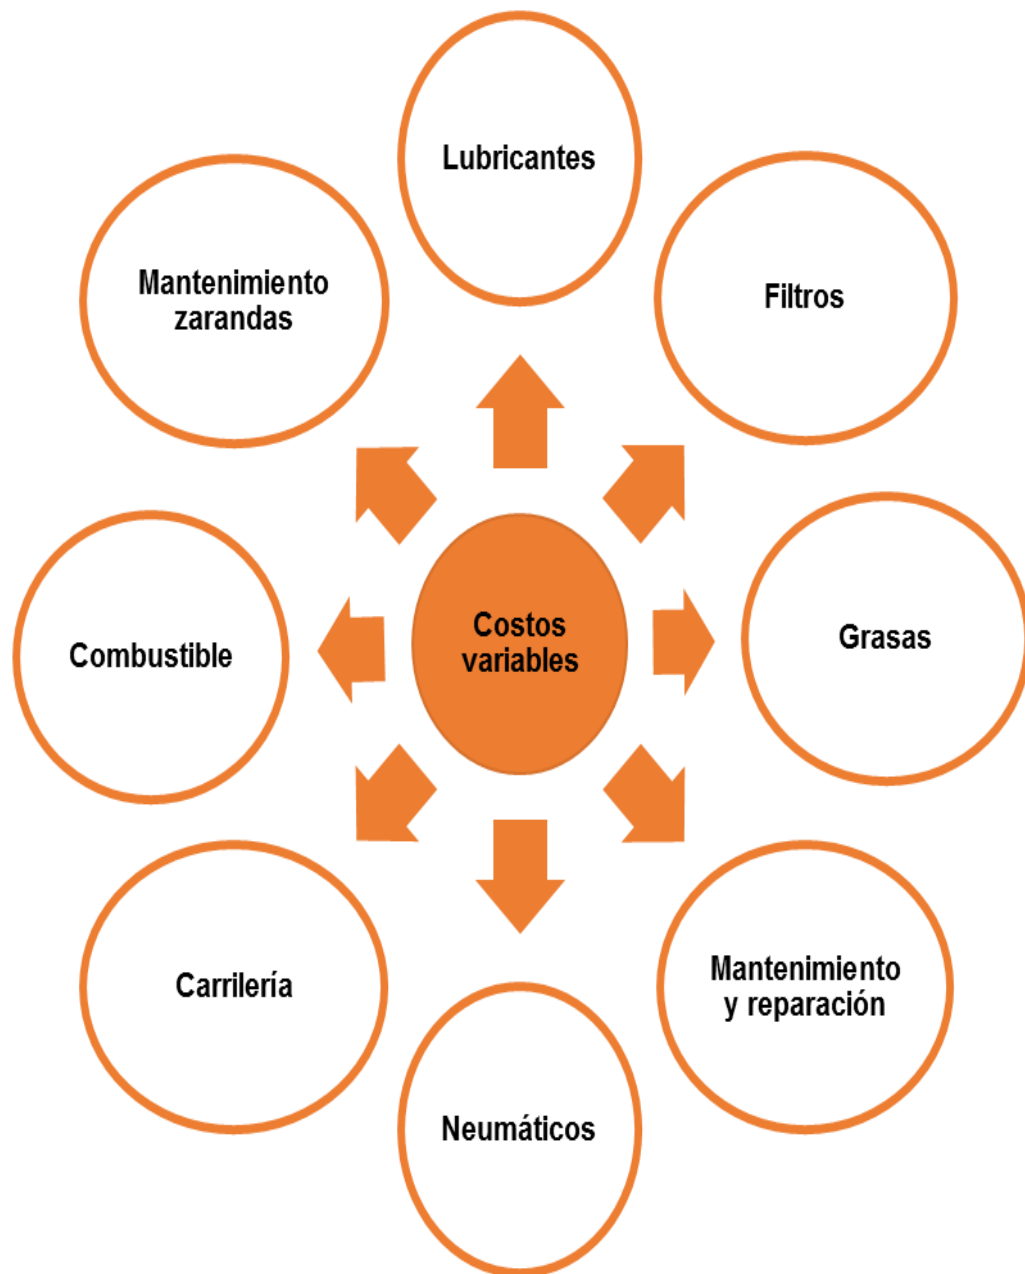 Lubricantes
Filtros
Grasas
Mantenimiento
y reparación
Neumáticos
Carrilería
Combustible
Mantenimiento
zarandas
Costos
variables